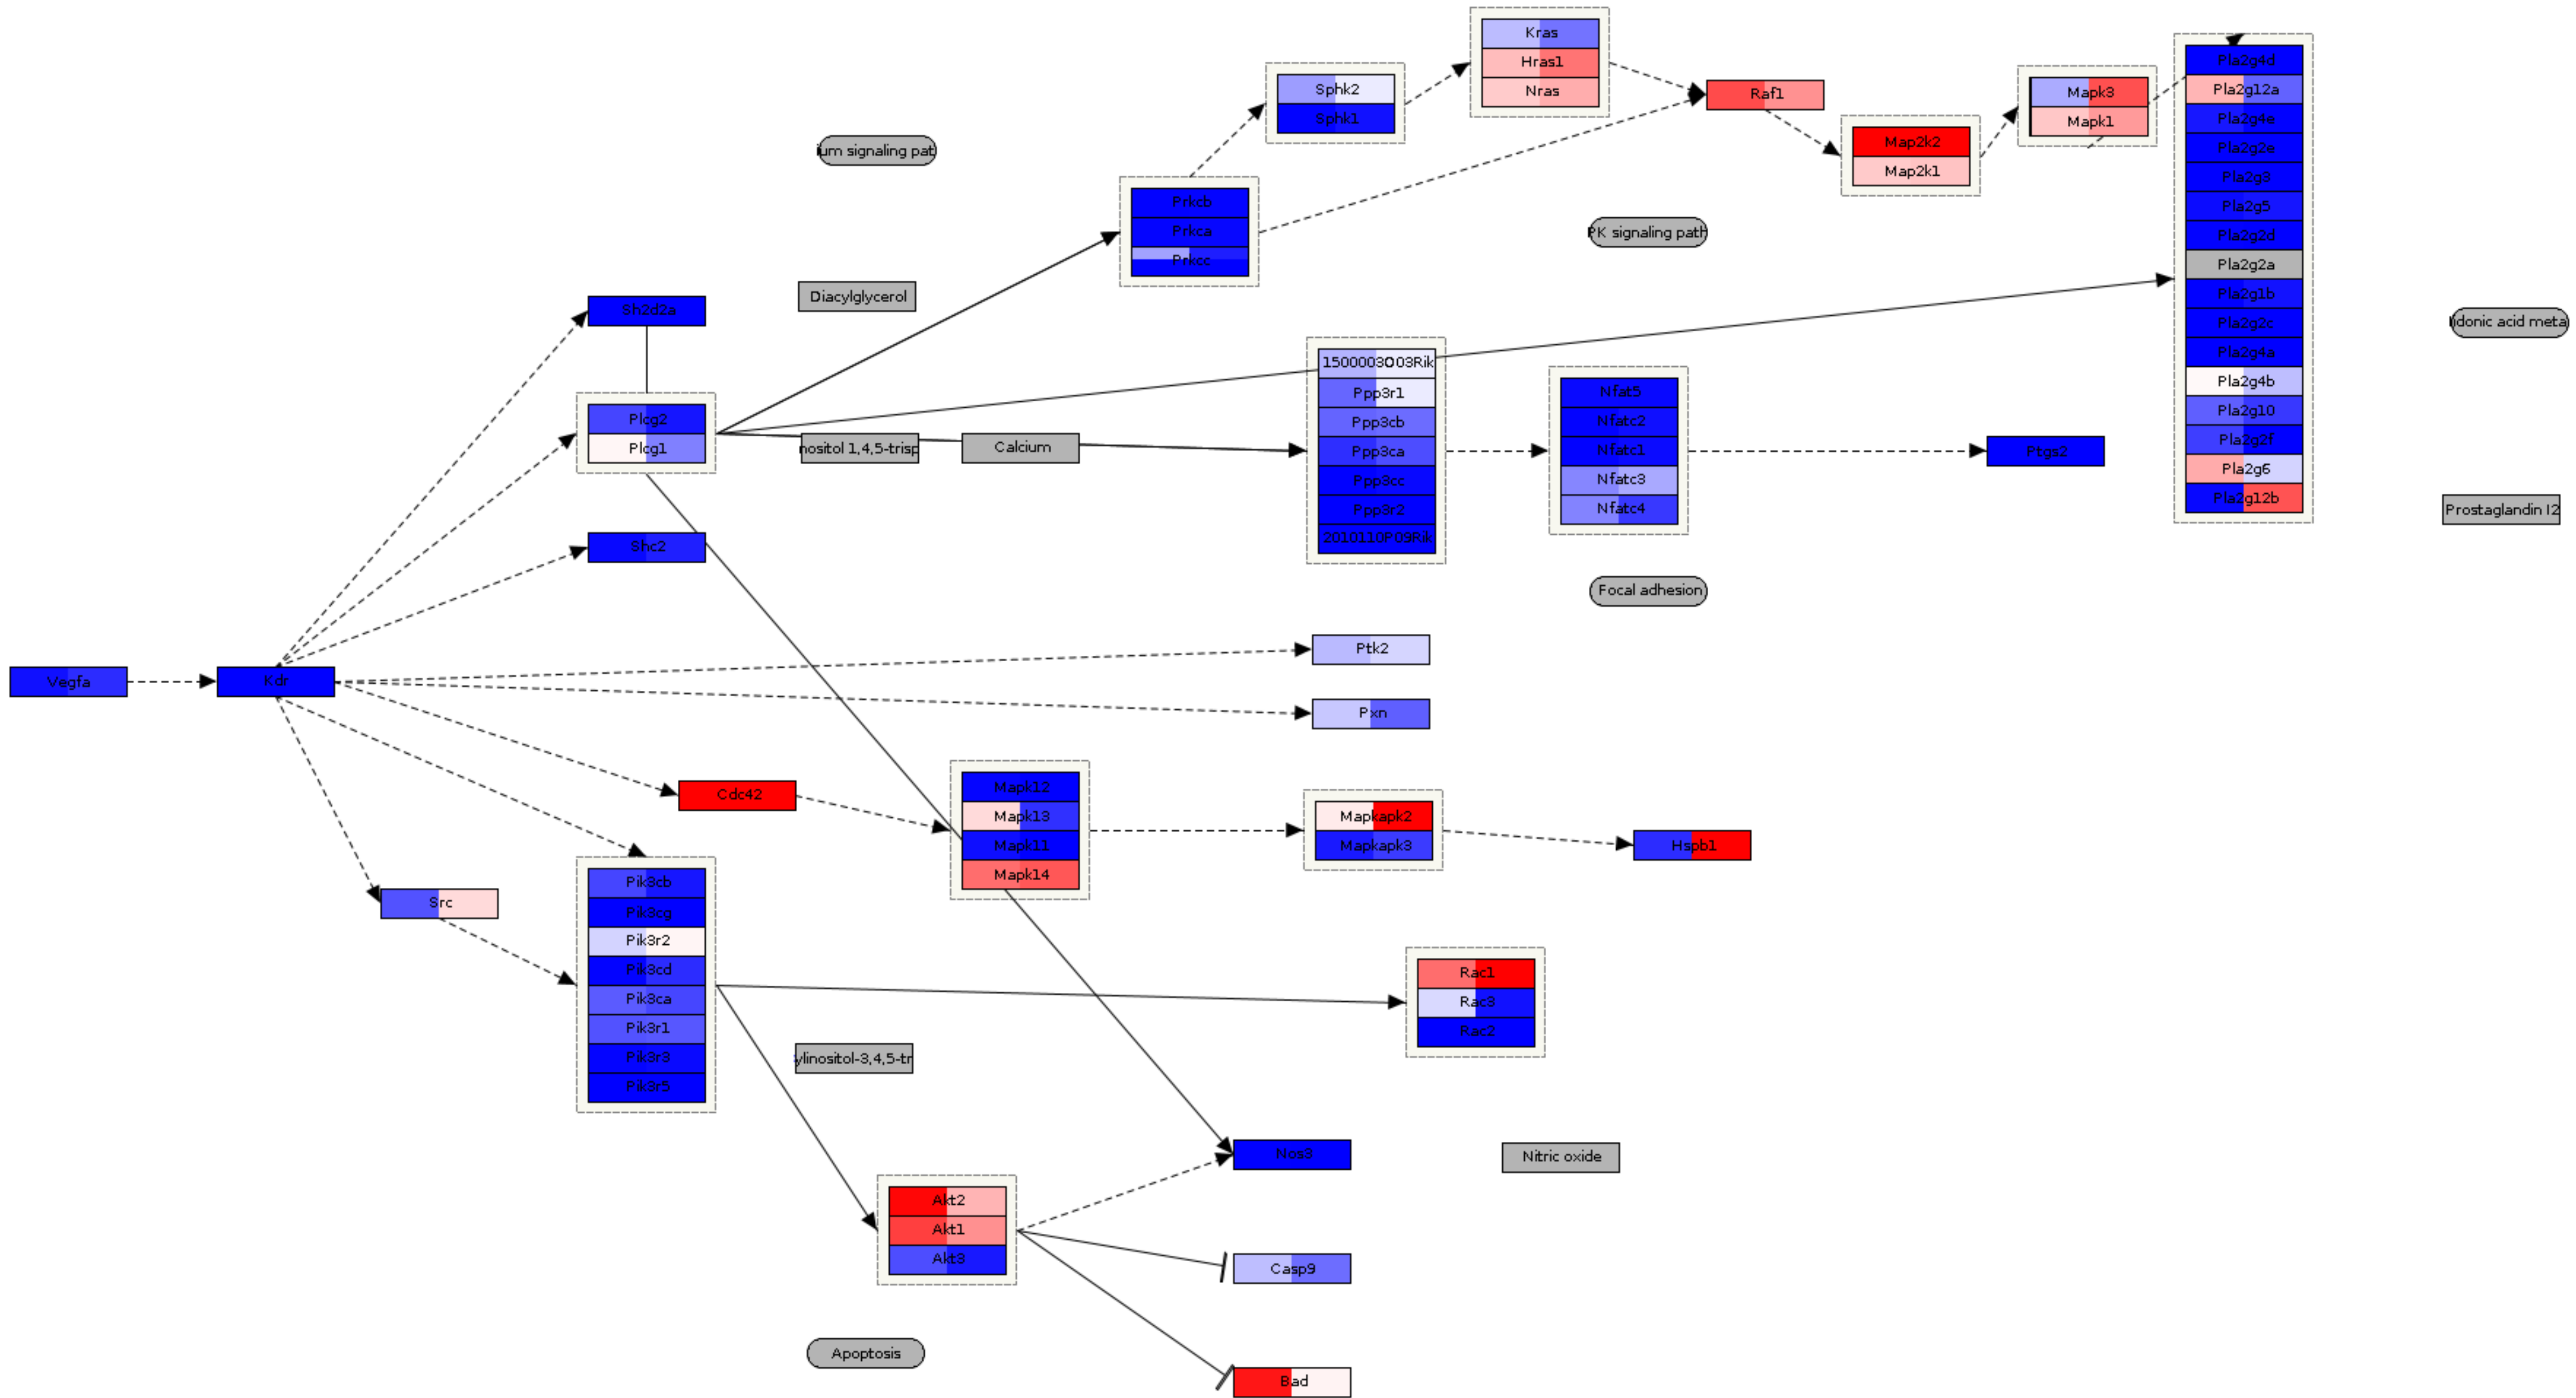 Kras
Hras1
Nras
Sphk2
Sphk1
Raf1
Map2k2
Map2k1
Mapk3
Mapk1
Pla2g4d
Pla2g12a
Pla2g4e
Pla2g2e
Pla2g3
Pla2g5
Pla2g2d
Pla2g2a
Pla2g1b
Pla2g2c
Pla2g4a
Pla2g4b
Pla2g10
Pla2g2f
Pla2g6
Pla2g12b
ium signaling pat
Prkcb
Prkca
Prkcc
PK signaling path
Diacylglycerol
Sh2d2a
idonic acid meta
1500003O03Rik
Ppp3r1
Ppp3cb
Ppp3ca
Ppp3cc
Ppp3r2
2010110P09Rik
Nfat5
Nfatc2
Nfatc1
Nfatc3
Nfatc4
Plcg2
Plcg1
nositol 1,4,5-trisp
Calcium
Ptgs2
Prostaglandin I2
Shc2
Focal adhesion
Ptk2
Vegfa
Kdr
Pxn
Cdc42
Mapk12
Mapk13
Mapk11
Mapk14
Mapkapk2
Mapkapk3
Hspb1
Src
Pik3cb
Pik3cg
Pik3r2
Pik3cd
Pik3ca
Pik3r1
Pik3r3
Pik3r5
Rac1
Rac3
Rac2
ylinositol-3,4,5-tr
Nos3
Nitric oxide
Akt2
Akt1
Akt3
Casp9
Apoptosis
Bad